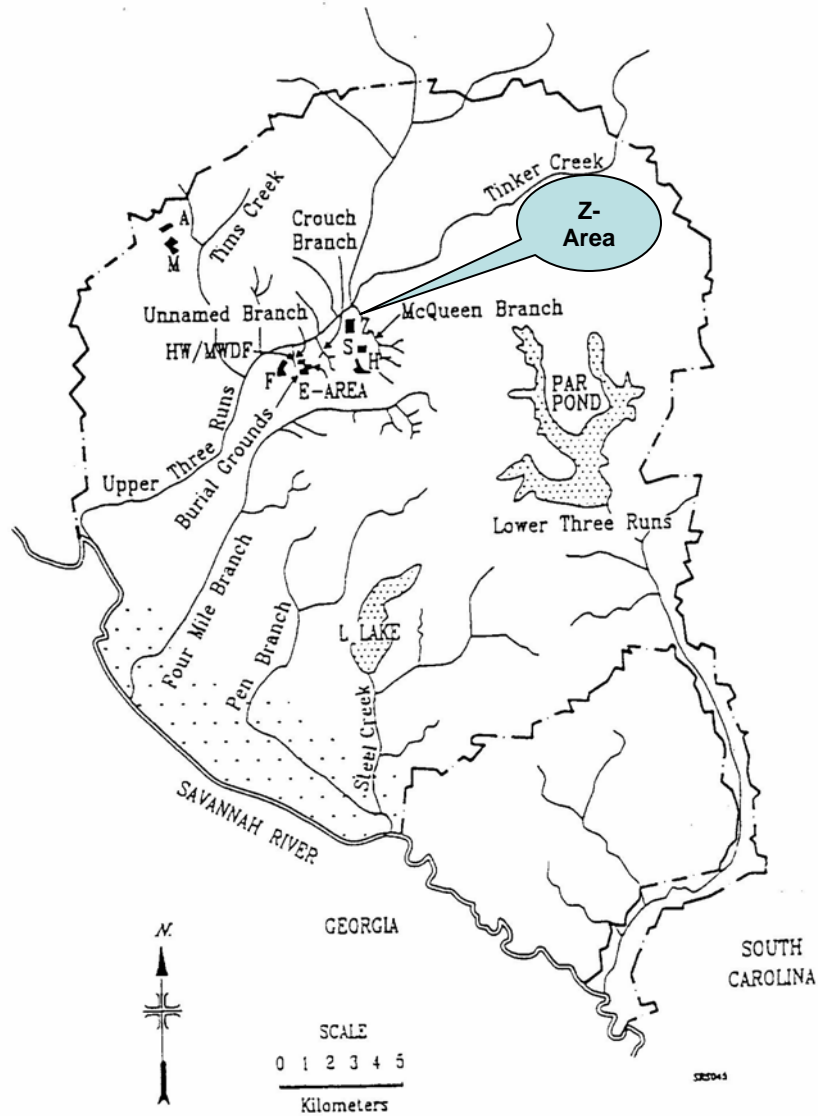 Tinker Creek
Z-
Area
A
M
Tims Creek
Crouch
Branch
Unnamed Branch
McQueen Branch
Z
S
H
HW/MWDF
F
E-AREA
PAR
POND
Upper Three Runs
Burial Grounds
Lower Three Runs
Four Mile Branch
Pen Branch
L LAKE
Steel Creek
SAVANNAH RIVER
GEORGIA
SOUTH
CAROLINA
N.
SCALE
0 1 2 3 4 5
Kilometers